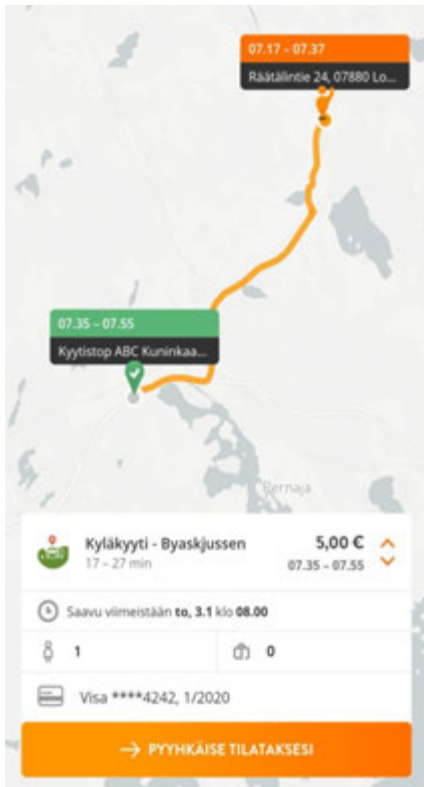 07.17 – 07.37
Räätälintie 24, 07880 Lo...
07.35 – 07.55
Kyytistop ABC Kuninkaa...
Pernaja
Kyläkyyti - Byaskjussen
5,00 €
17 – 27 min
07.35 – 07.55
Saavu viimeistään to, 3.1 klo 08.00
1
0
Visa ****4242, 1/2020
→ PYYHKÄISE TILATAKSESI